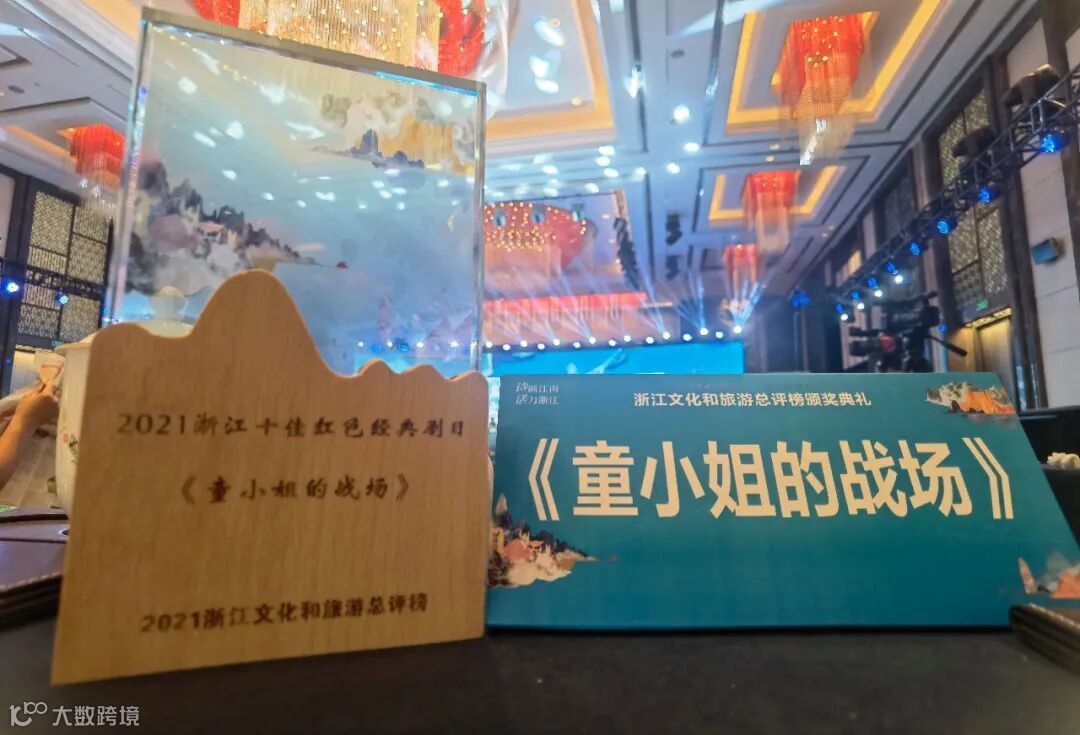 2021浙江十佳红色经典剧目
《童小姐的战场》
2021浙江文化和旅游总评榜
诗画江南
活力浙江
浙江文化和旅游总评榜颁奖典礼
《童小姐的战场》
大数跨境